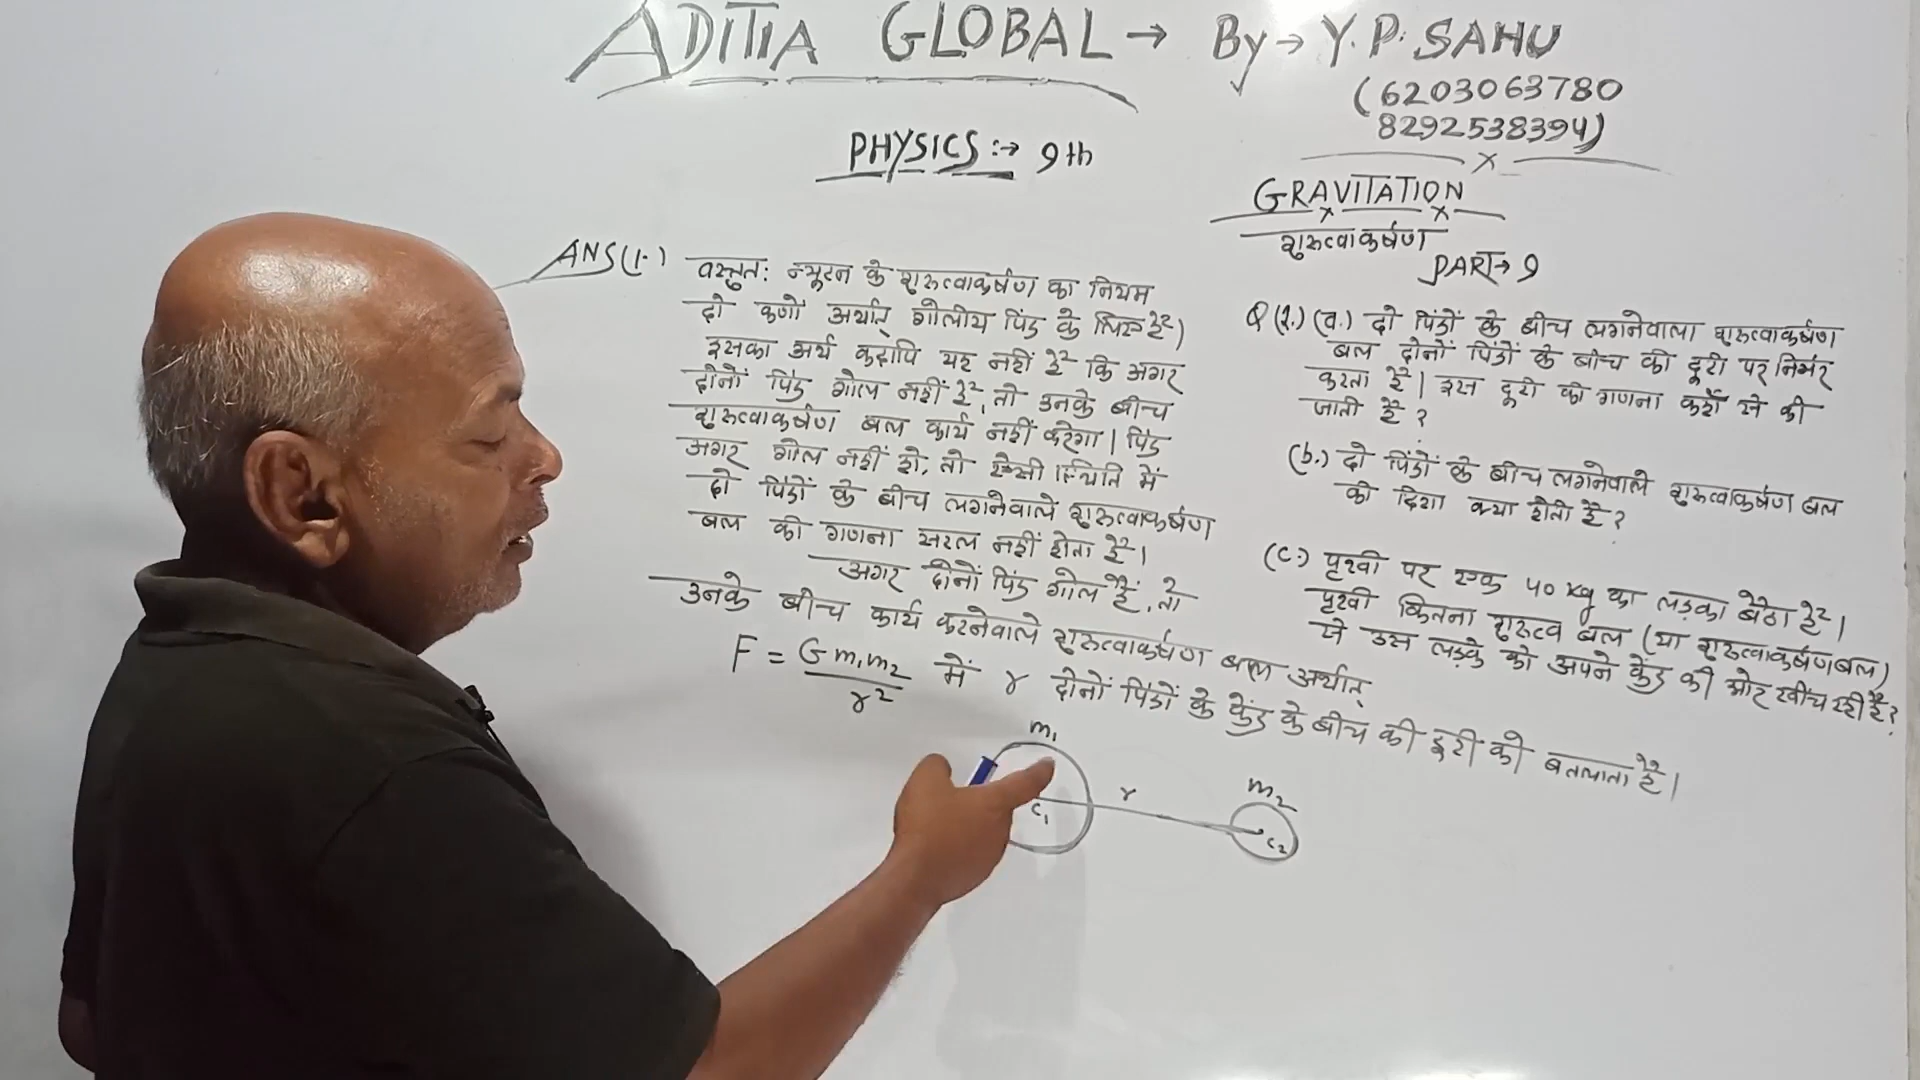 ADITIA GLOBAL → By → Y.P. SAHU
(6203063780
8292538394)
PHYSICS :→ 9th
GRAVITATION
गुरुत्वाकर्षण
PART → 9
ANS (1.) वस्तुत: न्यूटन के गुरुत्वाकर्षण का नियम
दो कणों अर्थात् गोलीय पिंड के लिए है।
इसका अर्थ कदापि यह नहीं है कि अगर
दोनों पिंड गोल नहीं है, तो उनके बीच
गुरुत्वाकर्षण बल कार्य नहीं करेगा। पिंड
अगर गोल नहीं हो, तो ऐसी स्थिति में
दो पिंडों के बीच लगनेवाले गुरुत्वाकर्षण
बल की गणना सरल नहीं होता है।
अगर दोनों पिंड गोल हैं, तो
उनके बीच कार्य करनेवाले गुरुत्वाकर्षण बल अर्थात्
F = G m₁m₂ / r² में r दोनों पिंडों के केंद्र के बीच की दूरी को बतलाता है।
m₁
c₁
r
m₂
c₂
Q (1.) (a.) दो पिंडों के बीच लगनेवाला गुरुत्वाकर्षण
बल दोनों पिंडों के बीच की दूरी पर निर्भर
करता है। इस दूरी की गणना कहाँ से की
जाती है?
(b.) दो पिंडों के बीच लगनेवाले गुरुत्वाकर्षण बल
की दिशा क्या होती है?
(c.) पृथ्वी पर एक 40 kg का लड़का बैठा है।
पृथ्वी कितना गुरुत्व बल (या गुरुत्वाकर्षण बल)
से उस लड़के को अपने केंद्र की ओर खींच रही है?